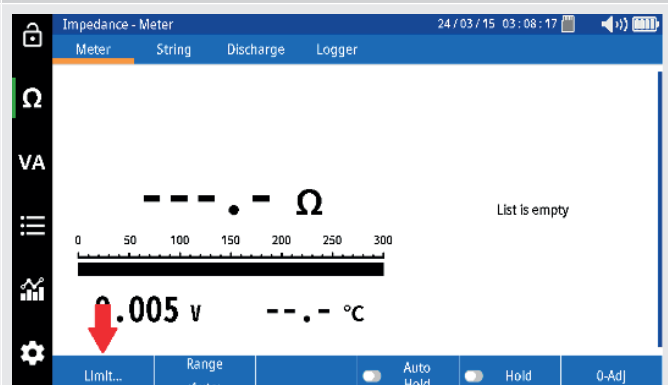 Impedance - Meter 24/03/15 03:08:17
Meter String Discharge Logger
Ω
VA
---.- Ω
List is empty
0 50 100 150 200 250 300
.005 V --.- °C
Limit... Range Auto Hold 0-Adj